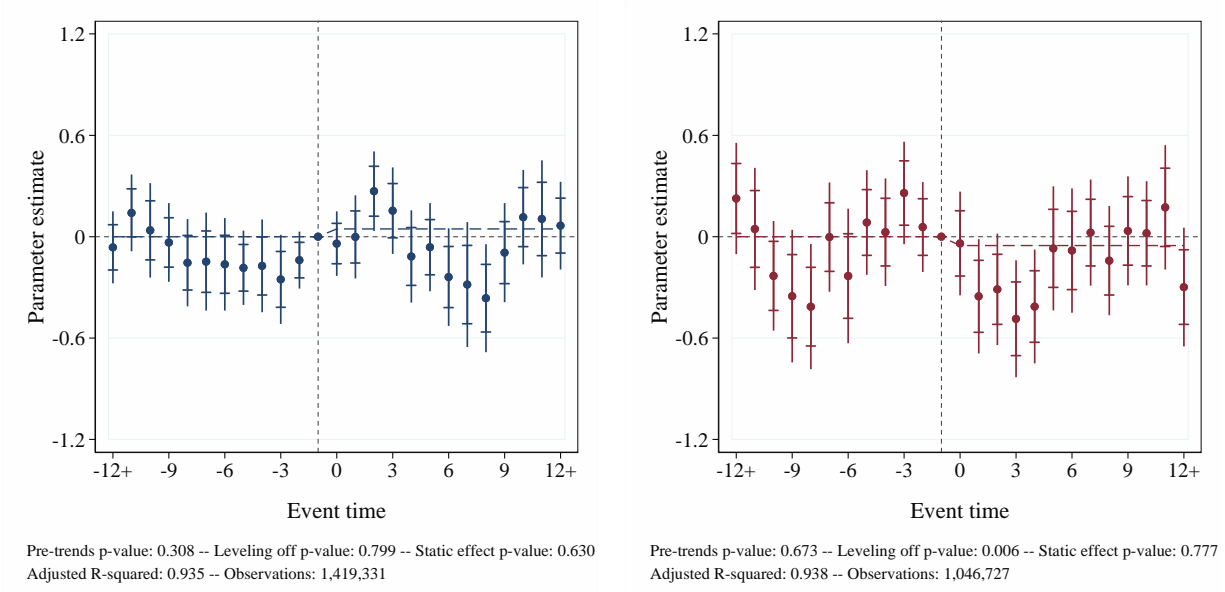 1.2
0.6
0
-0.6
-1.2
Parameter estimate
-12+ -9 -6 -3 0 3 6 9 12+
Event time
Pre-trends p-value: 0.308 -- Leveling off p-value: 0.799 -- Static effect p-value: 0.630
Adjusted R-squared: 0.935 -- Observations: 1,419,331
1.2
0.6
0
-0.6
-1.2
Parameter estimate
-12+ -9 -6 -3 0 3 6 9 12+
Event time
Pre-trends p-value: 0.673 -- Leveling off p-value: 0.006 -- Static effect p-value: 0.777
Adjusted R-squared: 0.938 -- Observations: 1,046,727